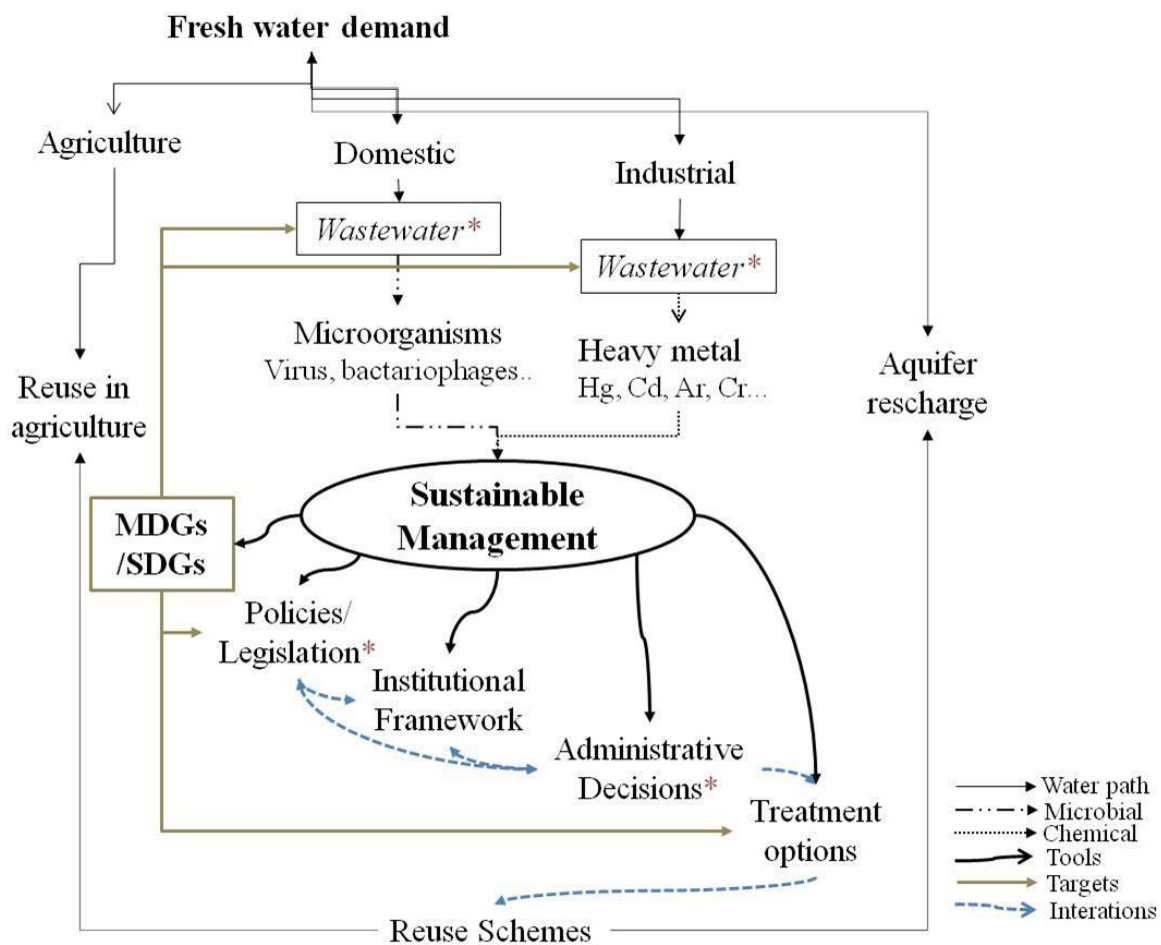 Fresh water demand
Agriculture
Domestic
Industrial
Wastewater*
Wastewater*
Microorganisms
Virus, bactariophages..
Heavy metal
Hg, Cd, Ar, Cr...
Reuse in
agriculture
Aquifer
rescharge
Sustainable
Management
MDGs
/SDGs
Policies/
Legislation*
Institutional
Framework
Administrative
Decisions*
Treatment
options
Reuse Schemes
Water path
Microbial
Chemical
Tools
Targets
Interations